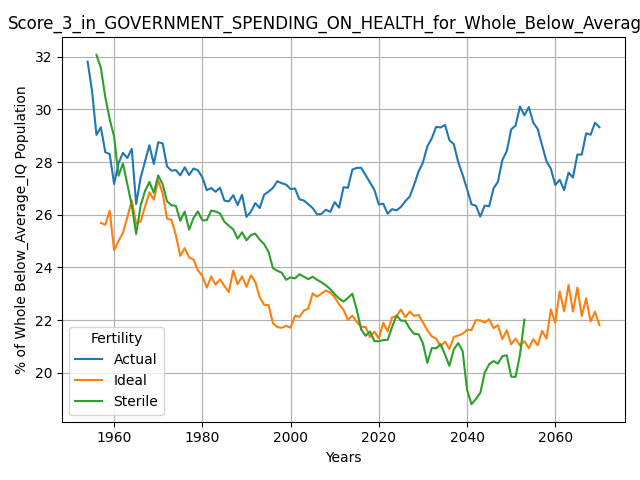 Score_3_in_GOVERNMENT_SPENDING_ON_HEALTH_for_Whole_Below_Averag
% of Whole Below_Average_IQ Population
32
30
28
26
24
22
20
Fertility
Actual
Ideal
Sterile
1960 1980 2000 2020 2040 2060
Years